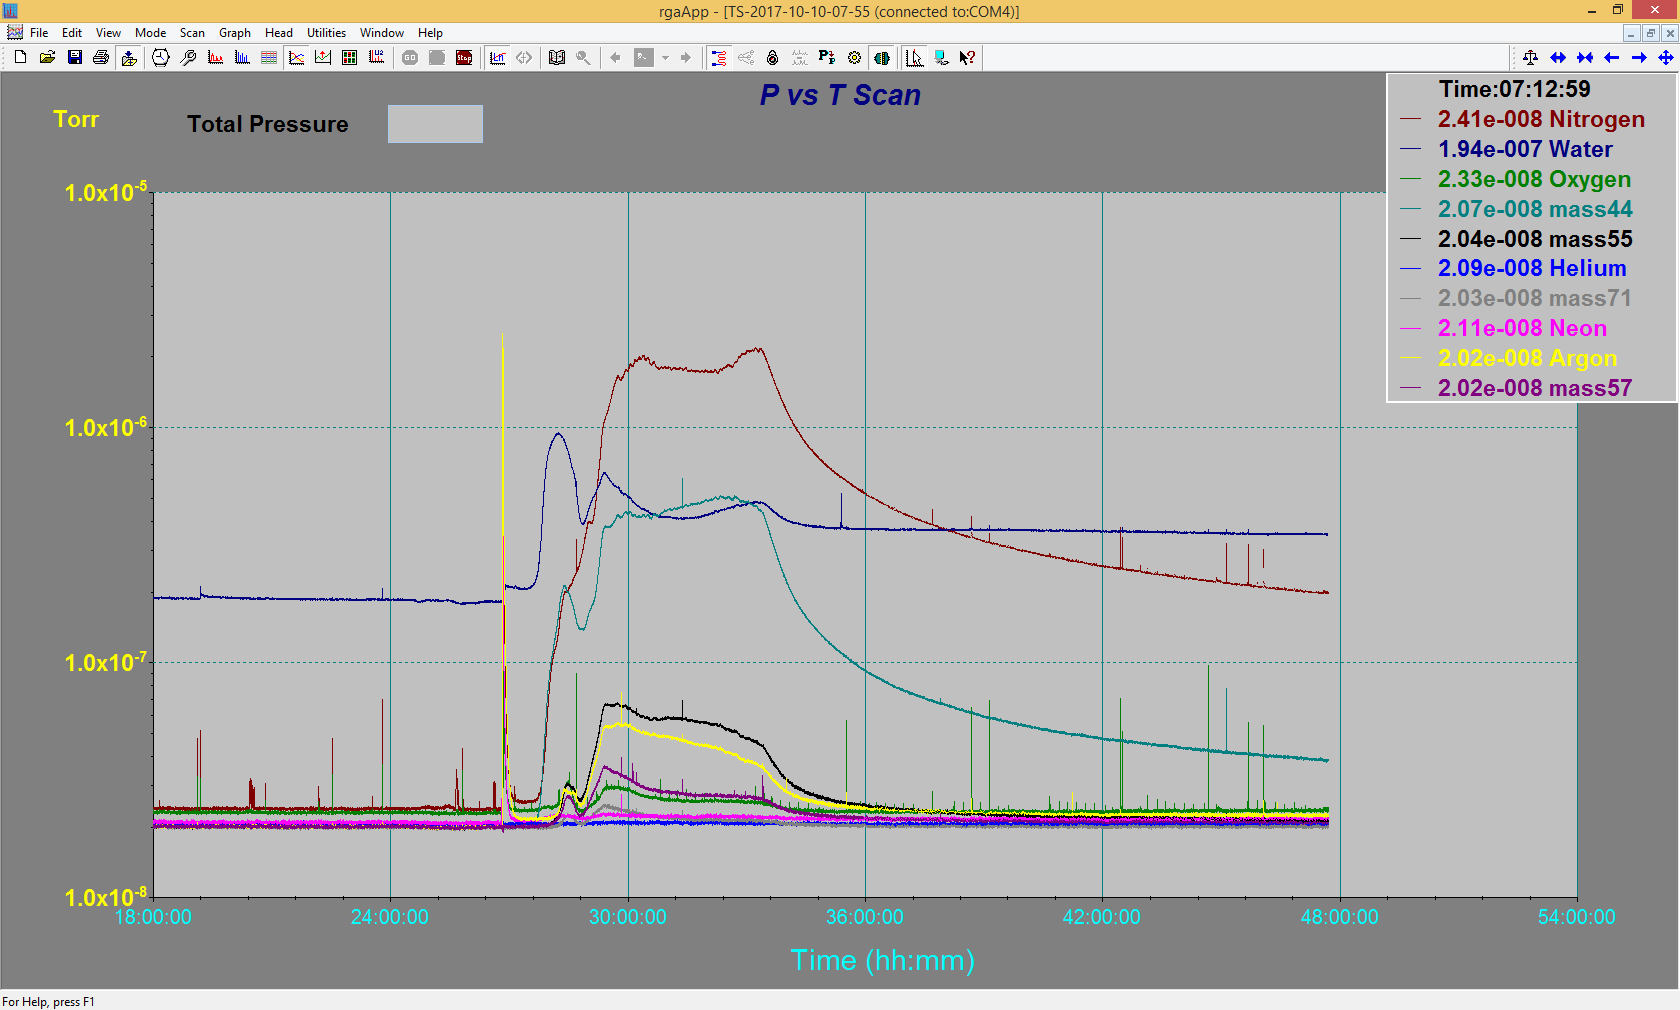 rgaApp - [TS-2017-10-10-07-55 (connected to:COM4)]
File Edit View Mode Scan Graph Head Utilities Window Help
GO Stop
P vs T Scan
Torr
Total Pressure
Time:07:12:59
2.41e-008 Nitrogen
1.94e-007 Water
2.33e-008 Oxygen
2.07e-008 mass44
2.04e-008 mass55
2.09e-008 Helium
2.03e-008 mass71
2.11e-008 Neon
2.02e-008 Argon
2.02e-008 mass57
1.0x10-5
1.0x10-6
1.0x10-7
1.0x10-8
18:00:00 24:00:00 30:00:00 36:00:00 42:00:00 48:00:00 54:00:00
Time (hh:mm)
For Help, press F1